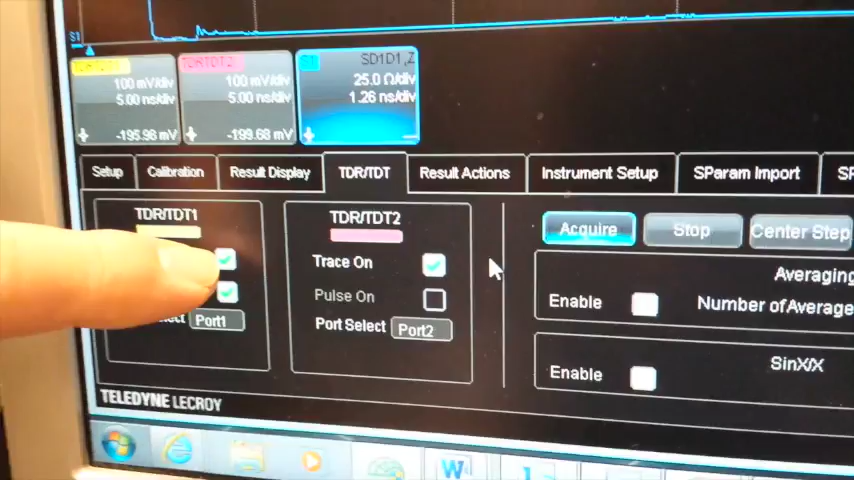 S1
TDRTDT2
S1
SD1D1,Z
100 mV/div
100 mV/div
25.0 Ω/div
5.00 ns/div
5.00 ns/div
1.26 ns/div
-195.96 mV
-199.68 mV
Setup
Calibration
Result Display
TDR/TDT
Result Actions
Instrument Setup
SParam Import
TDR/TDT1
TDR/TDT2
Trace On
Pulse On
Port1
Port Select
Port2
Acquire
Stop
Center Step
Averaging
Enable
Number of Average
SinX/X
Enable
TELEDYNE LECROY